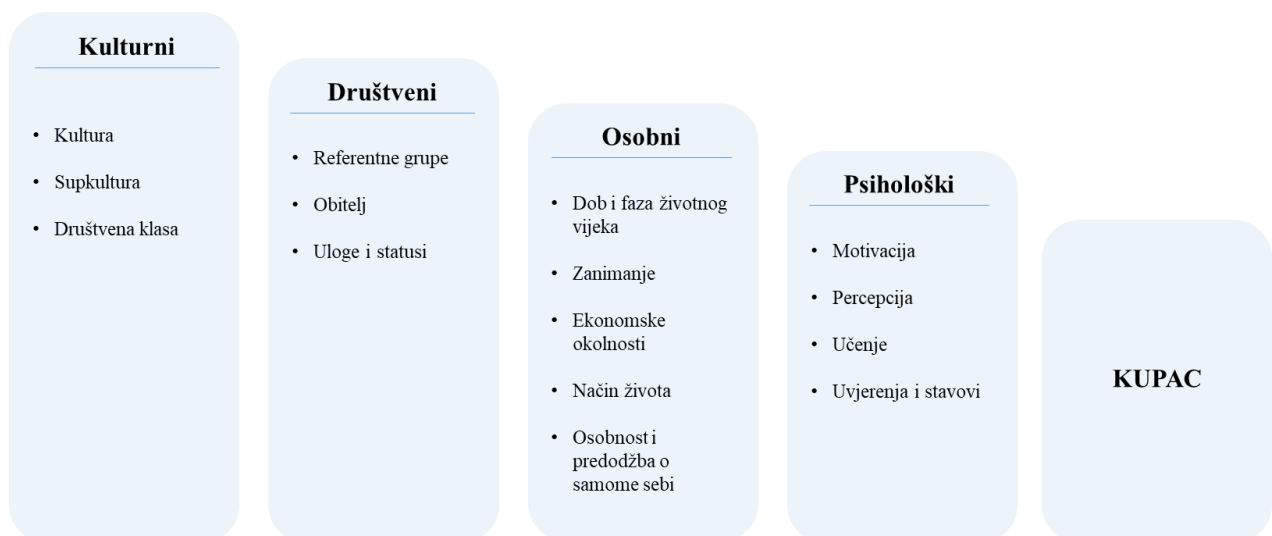 Kulturni
• Kultura
• Supkultura
• Društvena klasa
Društveni
• Referentne grupe
• Obitelj
• Uloge i statusi
Osobni
• Dob i faza životnog
vijeka
• Zanimanje
• Ekonomske
okolnosti
• Način života
• Osobnost i
predodžba o
samome sebi
Psihološki
• Motivacija
• Percepcija
• Učenje
• Uvjerenja i stavovi
KUPAC